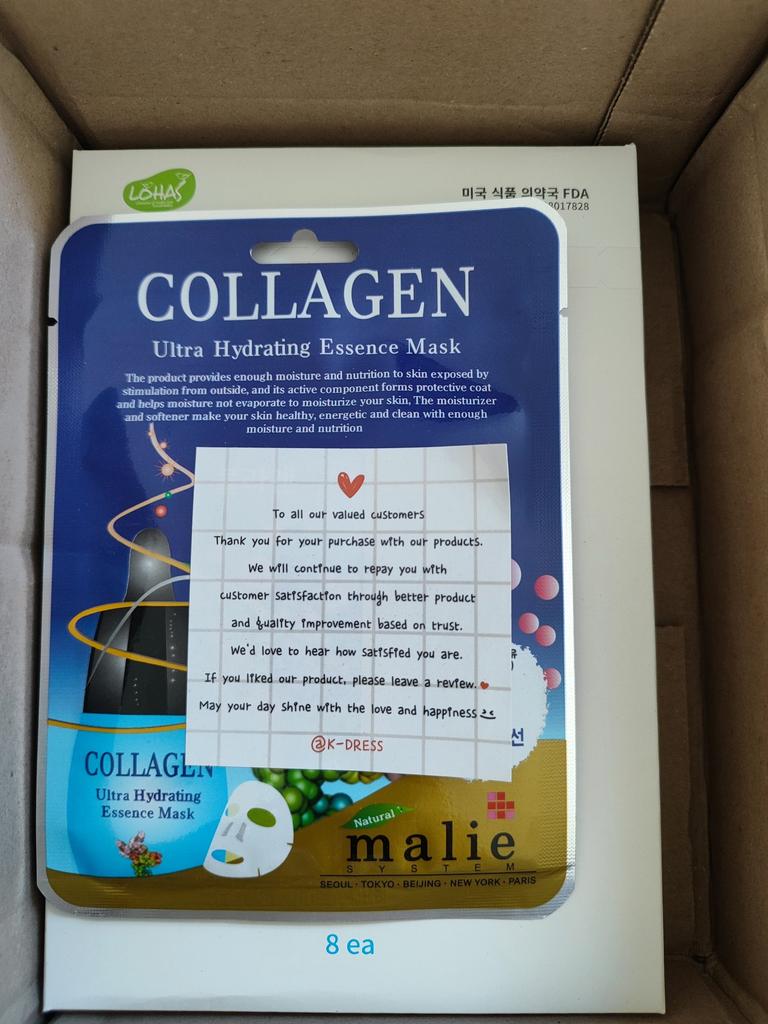 LOHAS
미국 식품 의약국 FDA
8017828
COLLAGEN
Ultra Hydrating Essence Mask
The product provides enough moisture and nutrition to skin exposed by
stimulation from outside, and its active component forms protective coat
and helps moisture not evaporate to moisturize your skin, The moisturizer
and softener make your skin healthy, energetic and clean with enough
moisture and nutrition
To all our valued customers
Thank you for your purchase with our products.
We will continue to repay you with
customer satisfaction through better product
and quality improvement based on trust.
We'd love to hear how satisfied you are.
If you liked our product, please leave a review.
May your day shine with the love and happiness
@K-DRESS
선
COLLAGEN
Ultra Hydrating
Essence Mask
Natural
malie
SYSTEM
SEOUL · TOKYO · BEIJING · NEW YORK · PARIS
8 ea